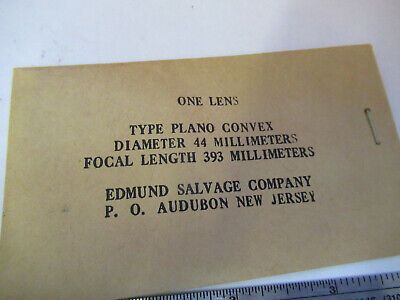 ONE LENS
TYPE PLANO CONVEX
DIAMETER 44 MILLIMETERS
FOCAL LENGTH 393 MILLIMETERS
EDMUND SALVAGE COMPANY
P. O. AUDUBON NEW JERSEY